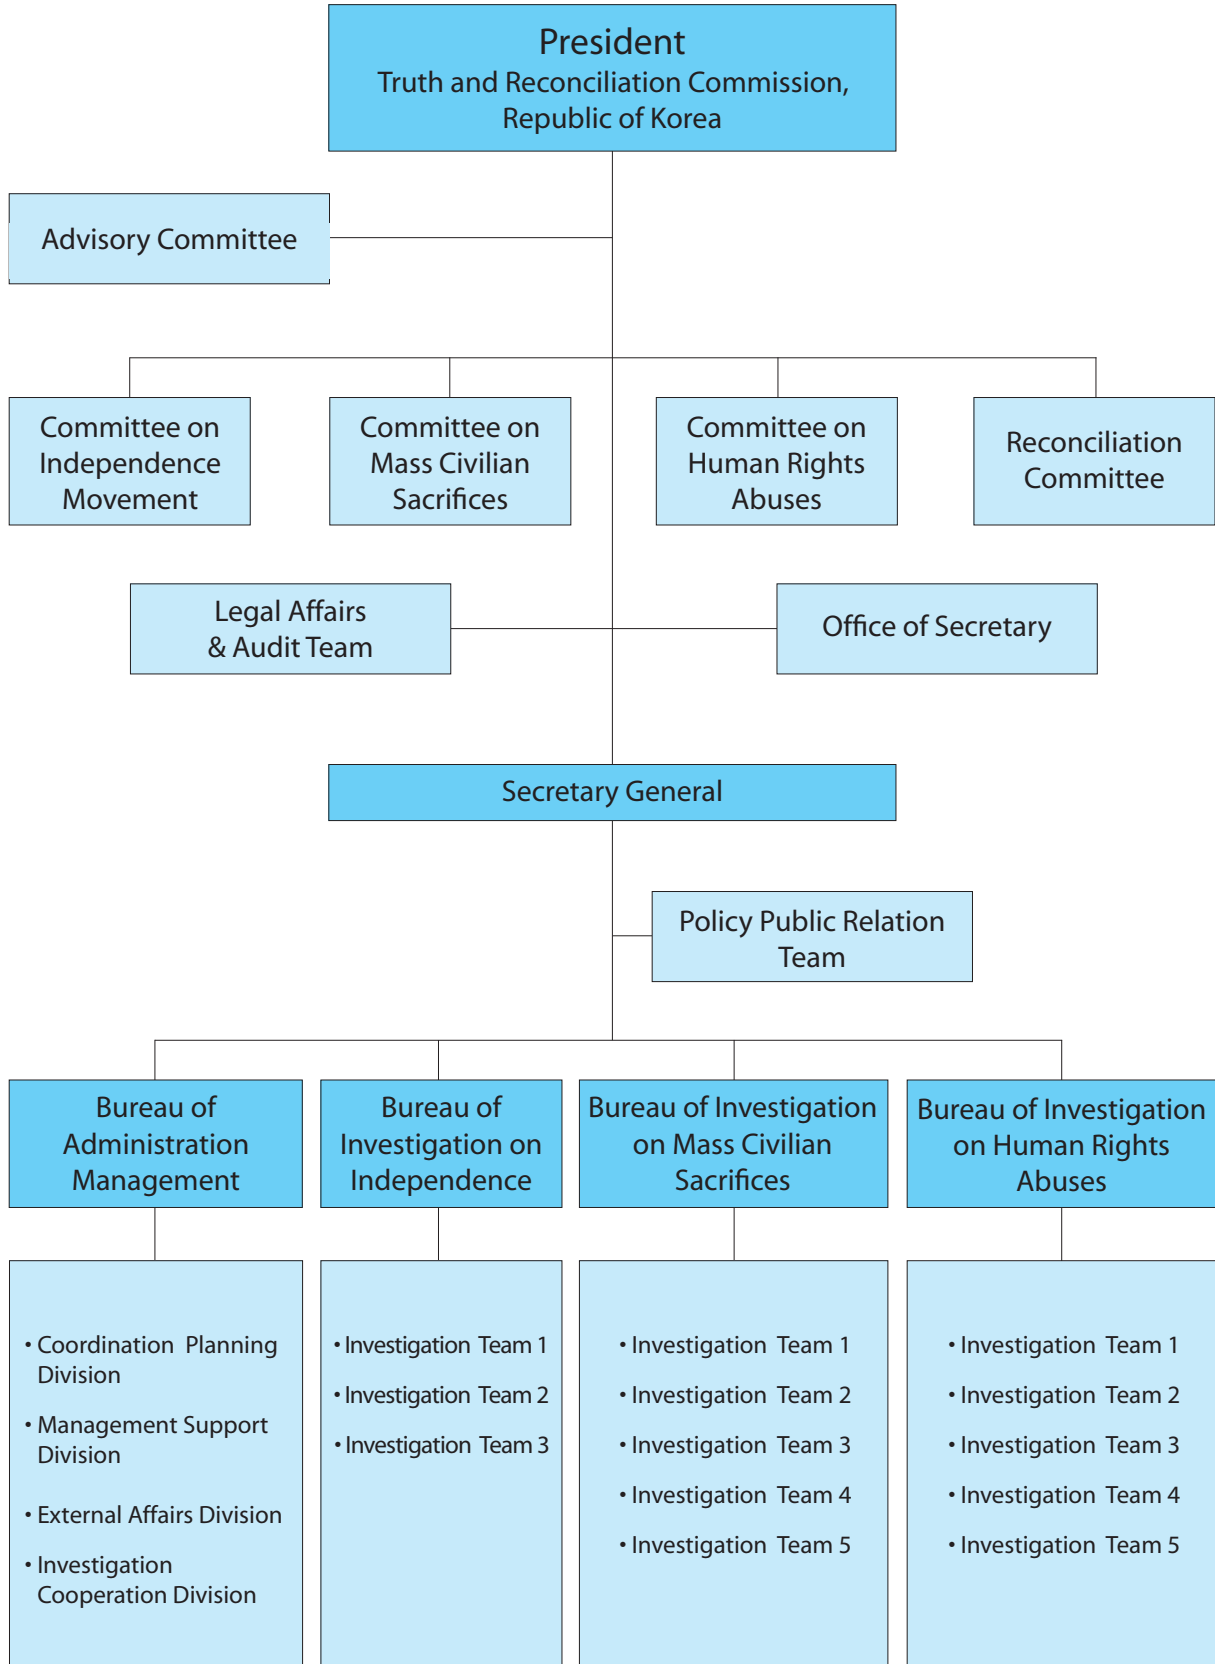 President
Truth and Reconciliation Commission,
Republic of Korea
Advisory Committee
Committee on
Independence
Movement
Committee on
Mass Civilian
Sacrifices
Committee on
Human Rights
Abuses
Reconciliation
Committee
Legal Affairs
& Audit Team
Office of Secretary
Secretary General
Policy Public Relation
Team
Bureau of
Administration
Management
Bureau of
Investigation on
Independence
Bureau of Investigation
on Mass Civilian
Sacrifices
Bureau of Investigation
on Human Rights
Abuses
• Coordination Planning
Division
• Management Support
Division
• External Affairs Division
• Investigation
Cooperation Division
• Investigation Team 1
• Investigation Team 2
• Investigation Team 3
• Investigation Team 1
• Investigation Team 2
• Investigation Team 3
• Investigation Team 4
• Investigation Team 5
• Investigation Team 1
• Investigation Team 2
• Investigation Team 3
• Investigation Team 4
• Investigation Team 5